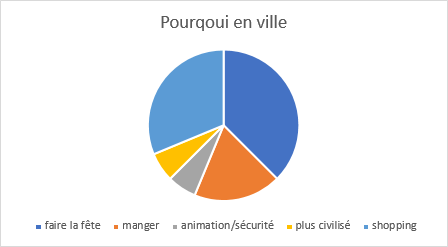 Pourqoui en ville
faire la fête manger animation/sécurité plus civilisé shopping